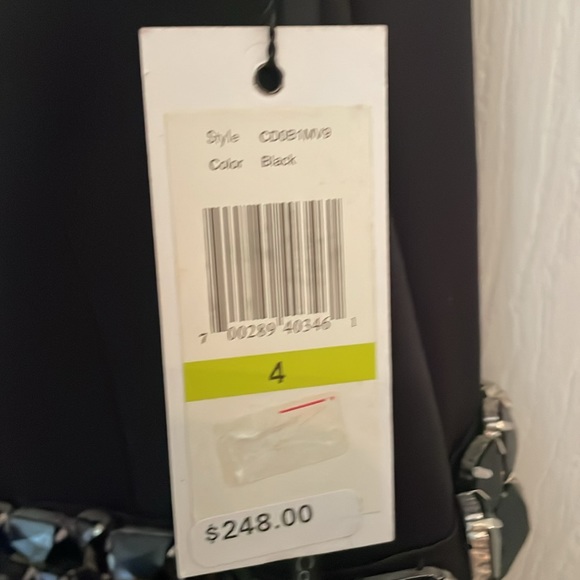 Style CD0B1MV9
Color Black
7 00289 40346 1
4
$248.00